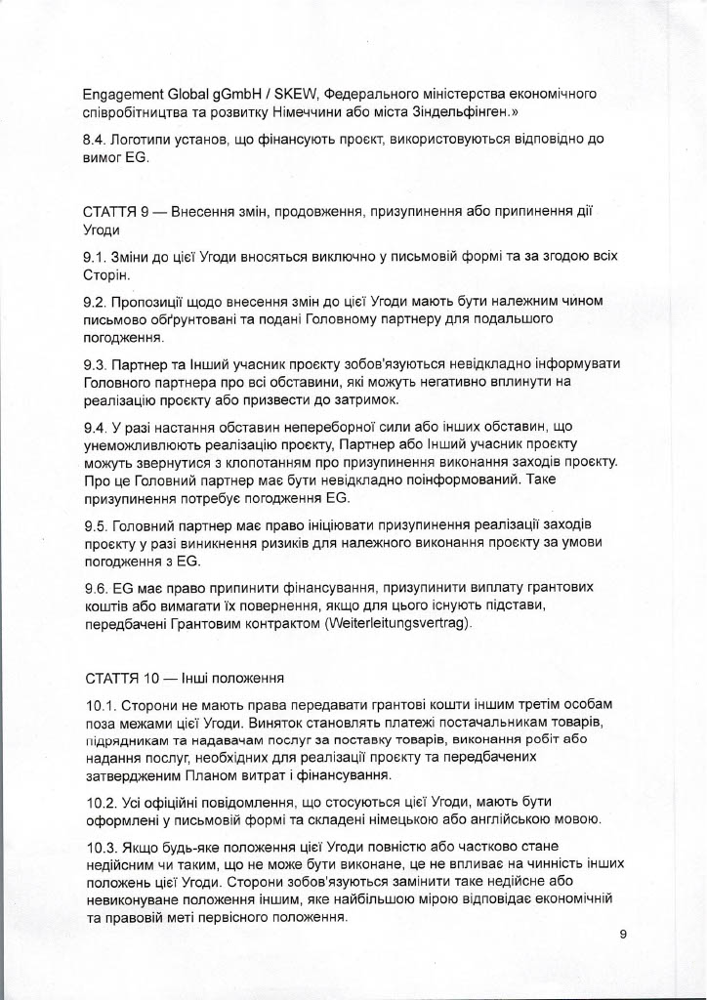 Engagement Global gGmbH / SKEW, Федерального міністерства економічного
співробітництва та розвитку Німеччини або міста Зіндельфінген.»
8.4. Логотипи установ, що фінансують проєкт, використовуються відповідно до
вимог EG.
СТАТТЯ 9 — Внесення змін, продовження, призупинення або припинення дії
Угоди
9.1. Зміни до цієї Угоди вносяться виключно у письмовій формі та за згодою всіх
Сторін.
9.2. Пропозиції щодо внесення змін до цієї Угоди мають бути належним чином
письмово обґрунтовані та подані Головному партнеру для подальшого
погодження.
9.3. Партнер та Інший учасник проєкту зобов'язуються невідкладно інформувати
Головного партнера про всі обставини, які можуть негативно вплинути на
реалізацію проєкту або призвести до затримок.
9.4. У разі настання обставин непереборної сили або інших обставин, що
унеможливлюють реалізацію проєкту, Партнер або Інший учасник проєкту
можуть звернутися з клопотанням про призупинення виконання заходів проєкту.
Про це Головний партнер має бути невідкладно поінформований. Таке
призупинення потребує погодження EG.
9.5. Головний партнер має право ініціювати призупинення реалізації заходів
проєкту у разі виникнення ризиків для належного виконання проєкту за умови
погодження з EG.
9.6. EG має право припинити фінансування, призупинити виплату грантових
коштів або вимагати їх повернення, якщо для цього існують підстави,
передбачені Грантовим контрактом (Weiterleitungsvertrag).
СТАТТЯ 10 — Інші положення
10.1. Сторони не мають права передавати грантові кошти іншим третім особам
поза межами цієї Угоди. Виняток становлять платежі постачальникам товарів,
підрядникам та надавачам послуг за поставку товарів, виконання робіт або
надання послуг, необхідних для реалізації проєкту та передбачених
затвердженим Планом витрат і фінансування.
10.2. Усі офіційні повідомлення, що стосуються цієї Угоди, мають бути
оформлені у письмовій формі та складені німецькою або англійською мовою.
10.3. Якщо будь-яке положення цієї Угоди повністю або частково стане
недійсним чи таким, що не може бути виконане, це не впливає на чинність інших
положень цієї Угоди. Сторони зобов'язуються замінити таке недійсне або
невиконуване положення іншим, яке найбільшою мірою відповідає економічній
та правовій меті первісного положення.
9